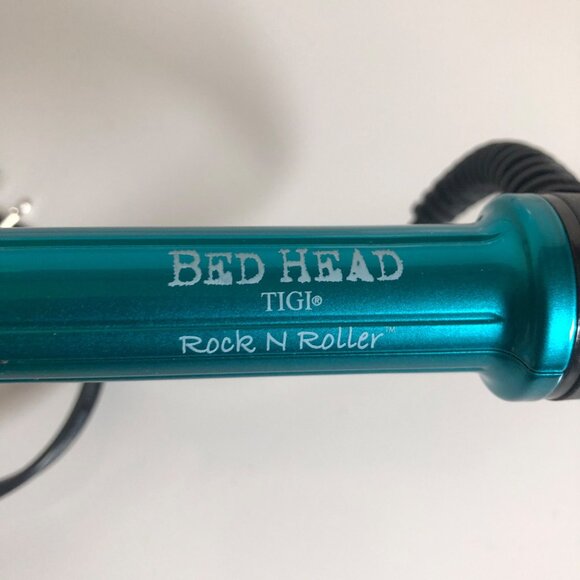 BED HEAD
TIGI®
Rock N Roller™